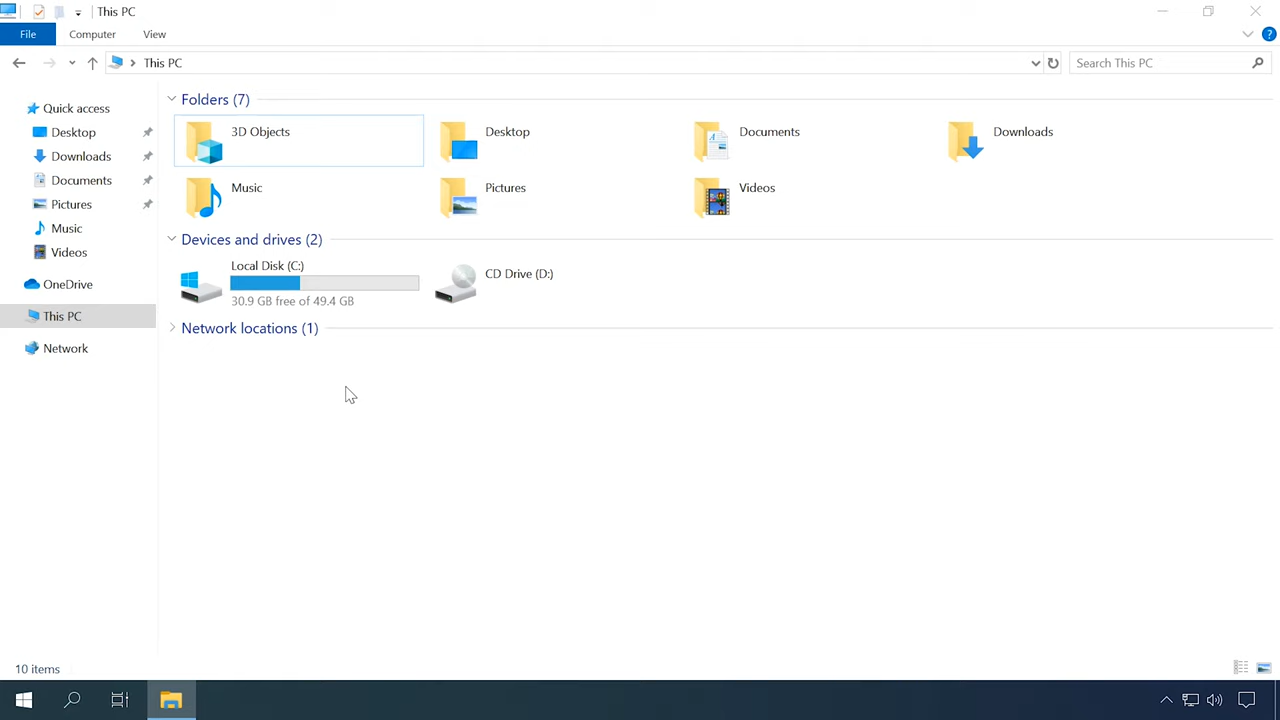 This PC
File
Computer
View
This PC
Search This PC
Quick access
Desktop
Downloads
Documents
Pictures
Music
Videos
OneDrive
This PC
Network
Folders (7)
3D Objects
Desktop
Documents
Downloads
Music
Pictures
Videos
Devices and drives (2)
Local Disk (C:)
30.9 GB free of 49.4 GB
CD Drive (D:)
Network locations (1)
10 items